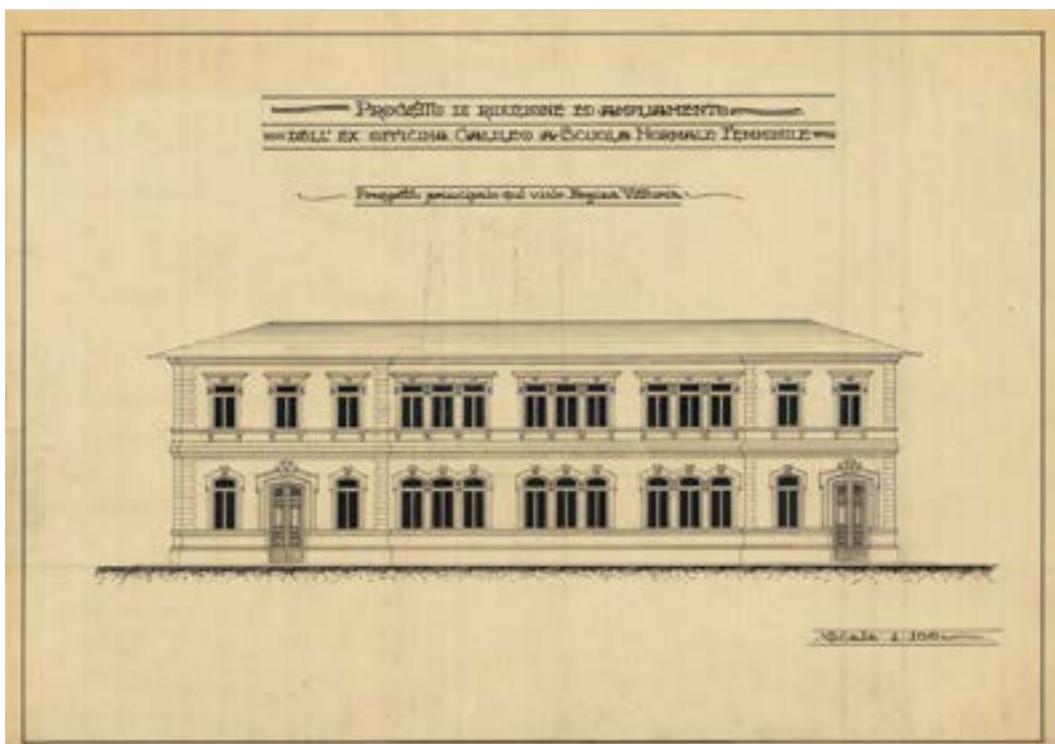 PROGETTO DI RIDUZIONE ED AMPLIAMENTO
DELL' EX OFFICINA GALILEO A SCUOLA NORMALE FEMMINILE
Prospetto principale sul viale Regina Vittoria
Scala 1:100